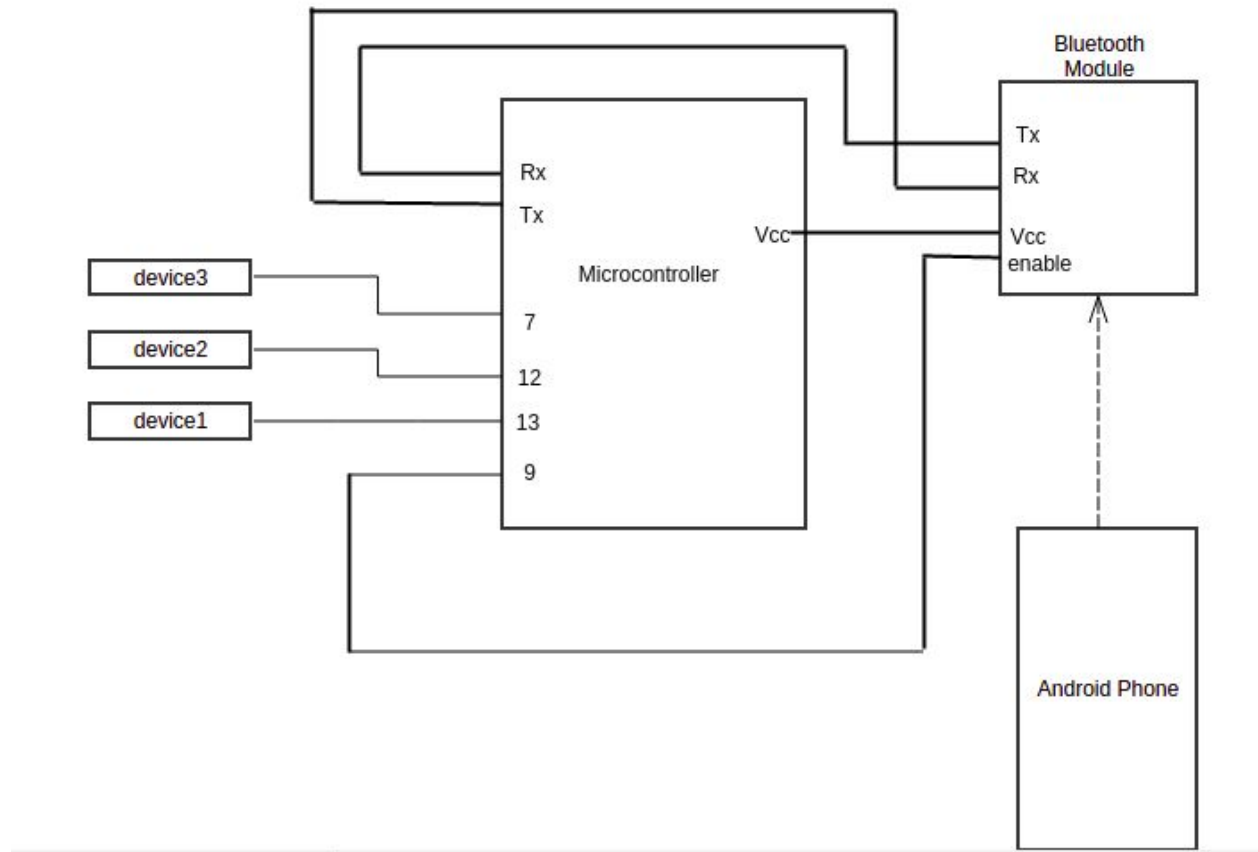 Bluetooth
Module
Tx
Rx
Vcc
enable
Rx
Tx
Vcc
Microcontroller
7
12
13
9
device3
device2
device1
Android Phone